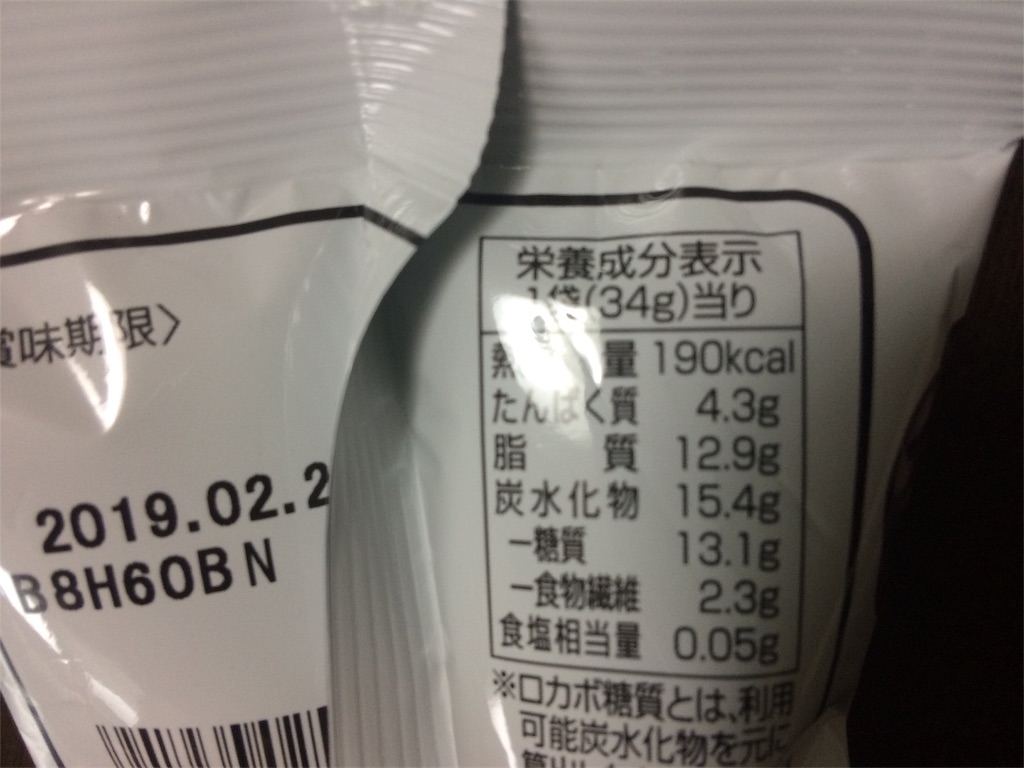 賞味期限〉
2019.02.2
B8H60BN
栄養成分表示
1袋(34g)当り
熱 量 190kcal
たんぱく質 4.3g
脂 質 12.9g
炭水化物 15.4g
ー糖質 13.1g
ー食物繊維 2.3g
食塩相当量 0.05g
※ロカボ糖質とは、利用
可能炭水化物を元に